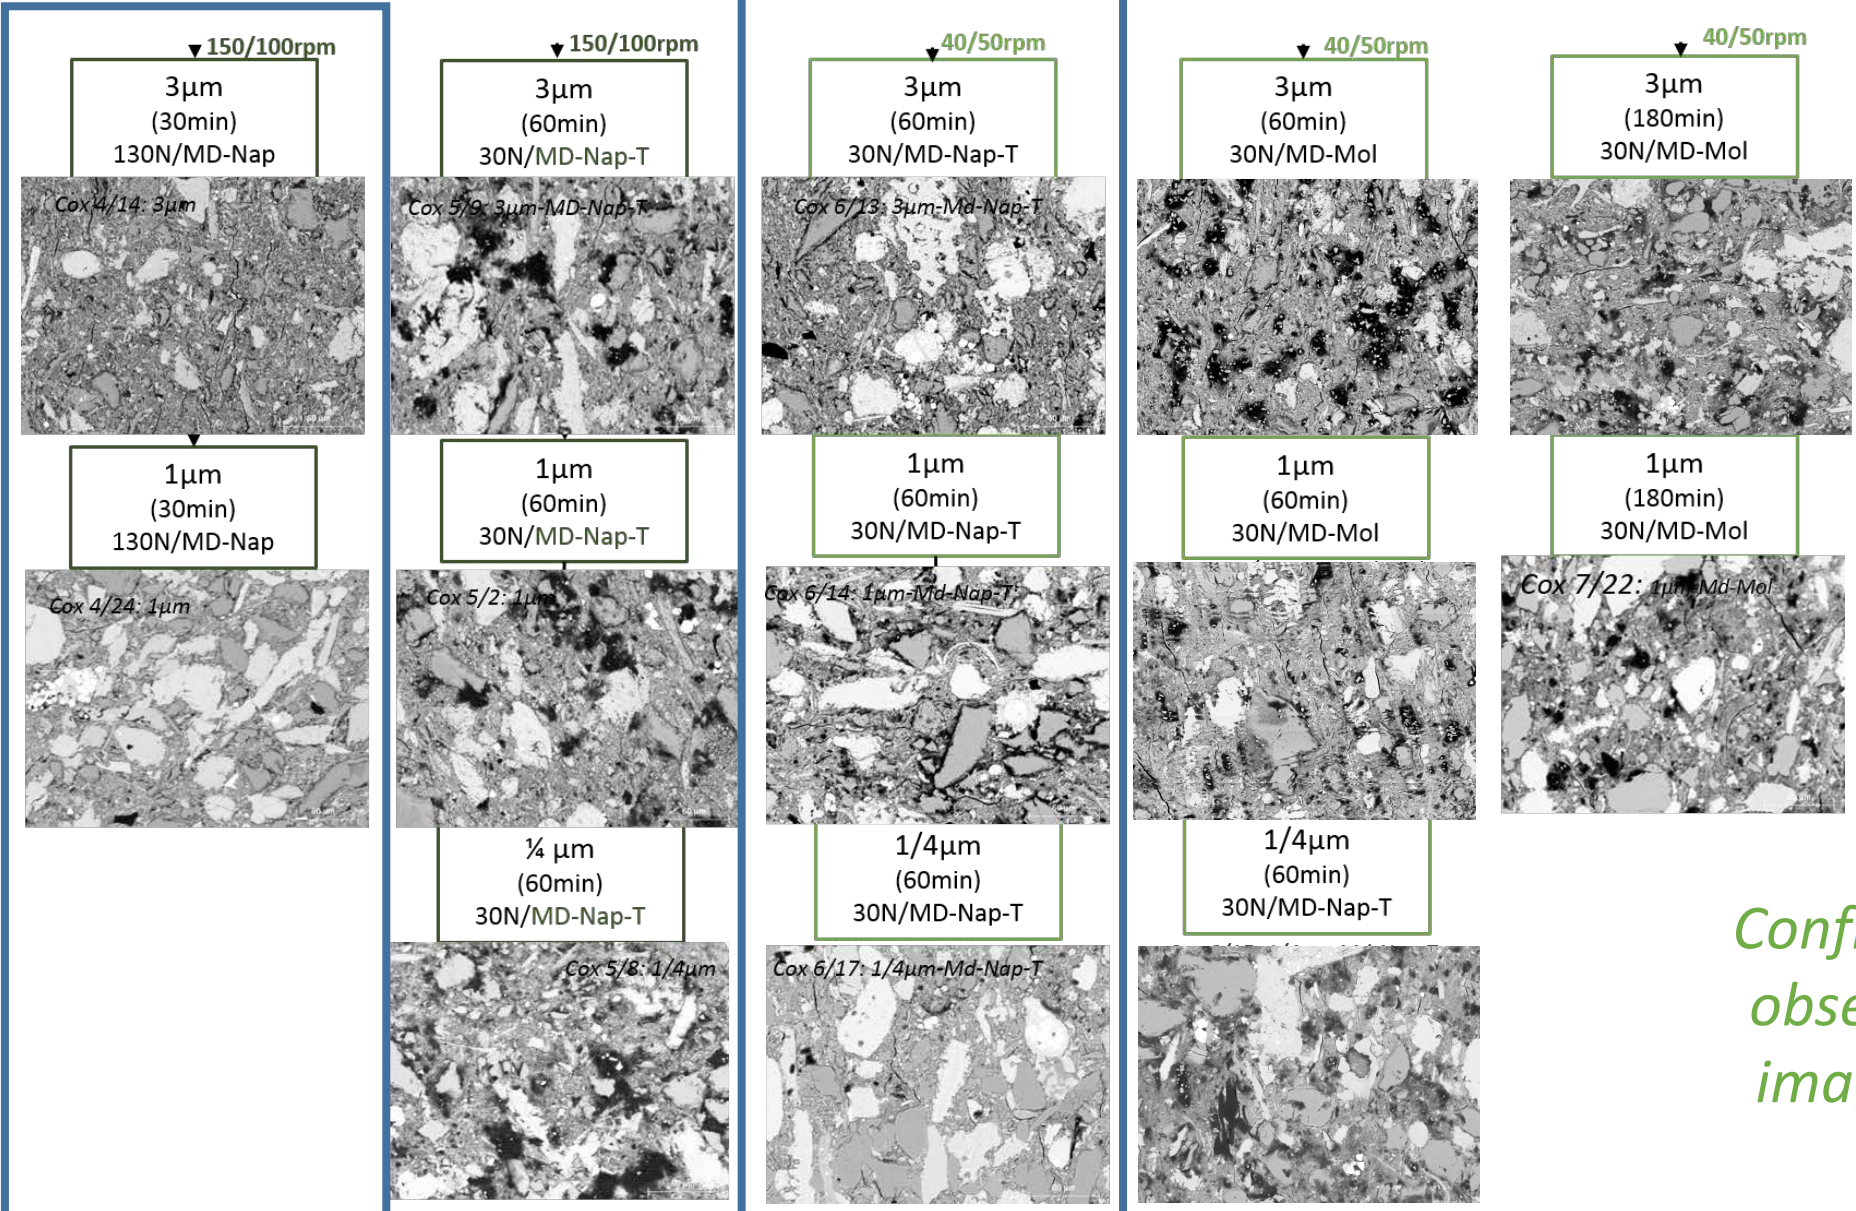 150/100rpm
3µm
(30min)
130N/MD-Nap
Cox 4/14: 3µm
1µm
(30min)
130N/MD-Nap
Cox 4/24: 1µm
150/100rpm
3µm
(60min)
30N/MD-Nap-T
Cox 5/9: 3µm-MD-Nap-T
1µm
(60min)
30N/MD-Nap-T
Cox 5/2: 1µm
¼ µm
(60min)
30N/MD-Nap-T
Cox 5/8: 1/4µm
40/50rpm
3µm
(60min)
30N/MD-Nap-T
Cox 6/13: 3µm-Md-Nap-T
1µm
(60min)
30N/MD-Nap-T
Cox 6/14: 1µm-Md-Nap-T
1/4µm
(60min)
30N/MD-Nap-T
Cox 6/17: 1/4µm-Md-Nap-T
60 µm
40/50rpm
3µm
(60min)
30N/MD-Mol
1µm
(60min)
30N/MD-Mol
1/4µm
(60min)
30N/MD-Nap-T
40/50rpm
3µm
(180min)
30N/MD-Mol
1µm
(180min)
30N/MD-Mol
Cox 7/22: 1µm-Md-Mol
Conf
obse
ima